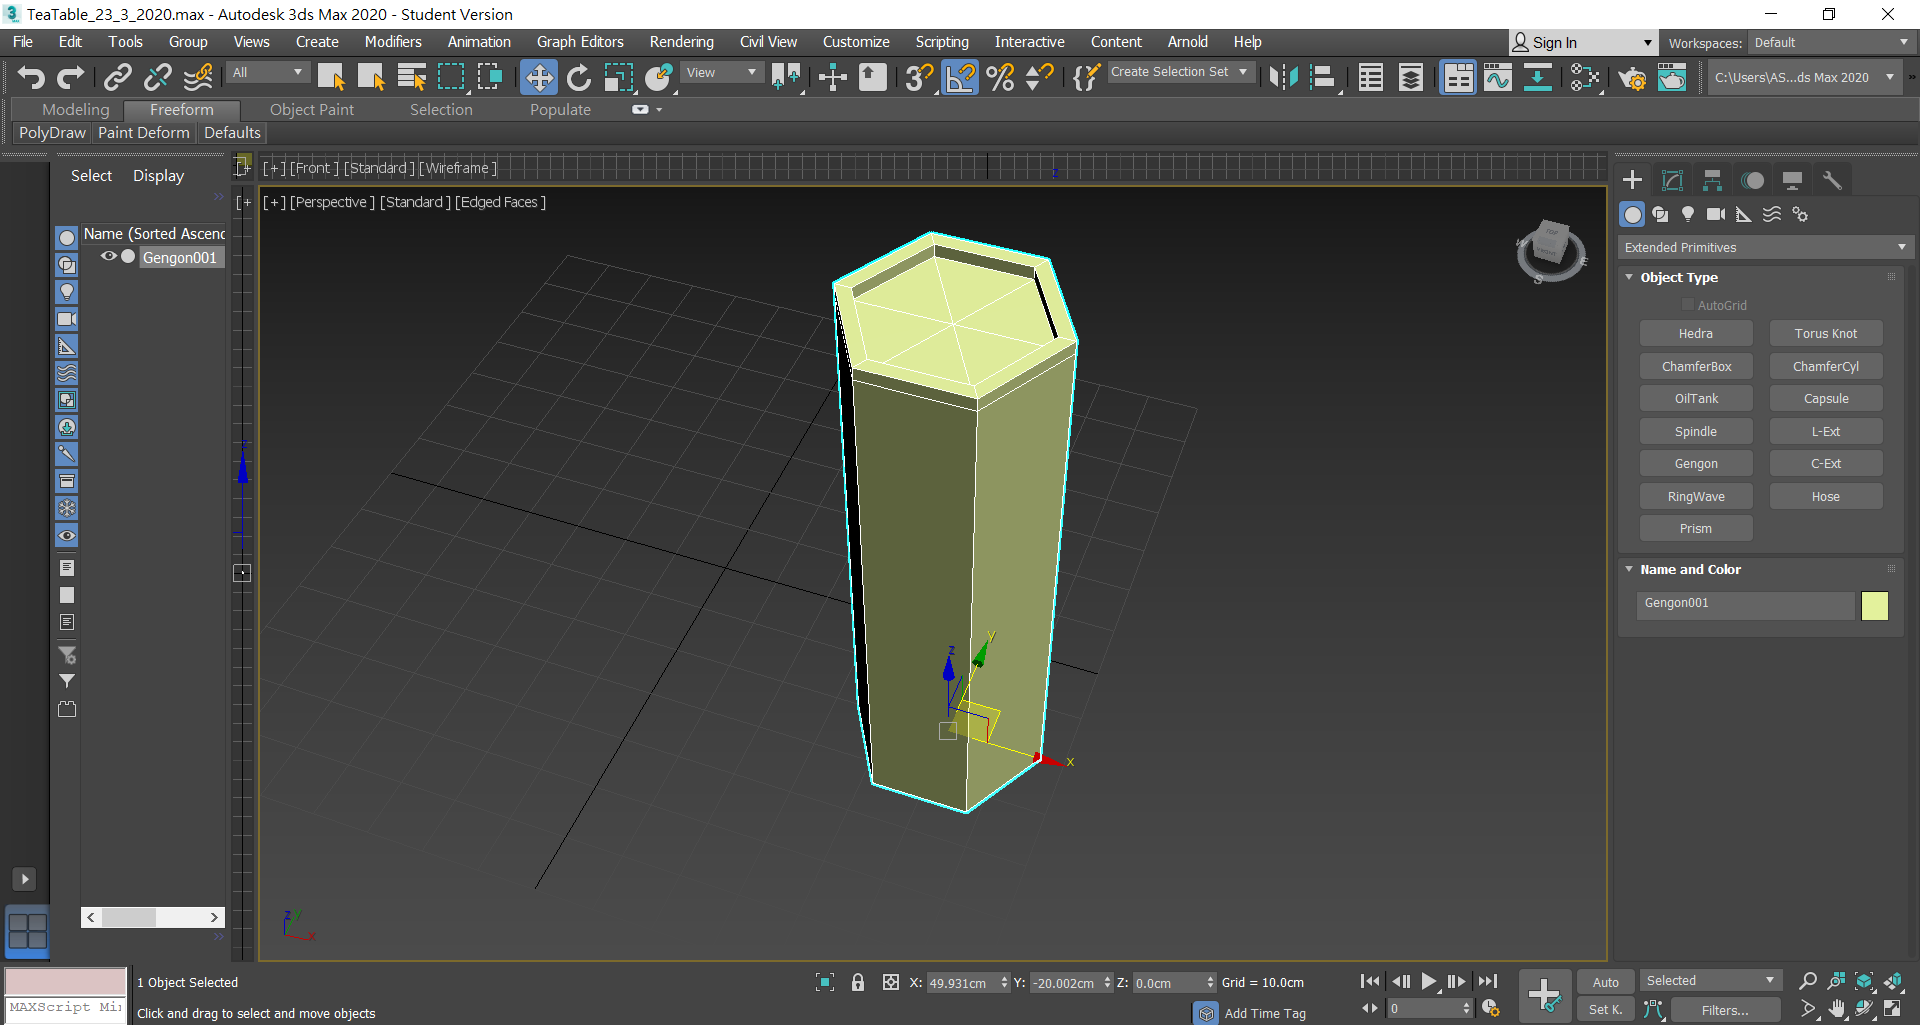 TeaTable_23_3_2020.max - Autodesk 3ds Max 2020 - Student Version
File Edit Tools Group Views Create Modifiers Animation Graph Editors Rendering Civil View Customize Scripting Interactive Content Arnold Help Sign In Workspaces: Default
All View Create Selection Set C:\Users\AS...ds Max 2020
Modeling Freeform Object Paint Selection Populate
PolyDraw Paint Deform Defaults
Select Display
Name (Sorted Ascenc
Gengon001
[+] [Front ] [Standard ] [Wireframe ]
[+] [Perspective ] [Standard ] [Edged Faces ]
TOP
FRONT
S
E
z
z
z
y
x
z
y
x
Extended Primitives
Object Type
AutoGrid
Hedra Torus Knot
ChamferBox ChamferCyl
OilTank Capsule
Spindle L-Ext
Gengon C-Ext
RingWave Hose
Prism
Name and Color
Gengon001
1 Object Selected
X: 49.931cm Y: -20.002cm Z: 0.0cm Grid = 10.0cm
Auto Selected
MAXScript Mi
Click and drag to select and move objects
Add Time Tag
0
Set K. Filters...